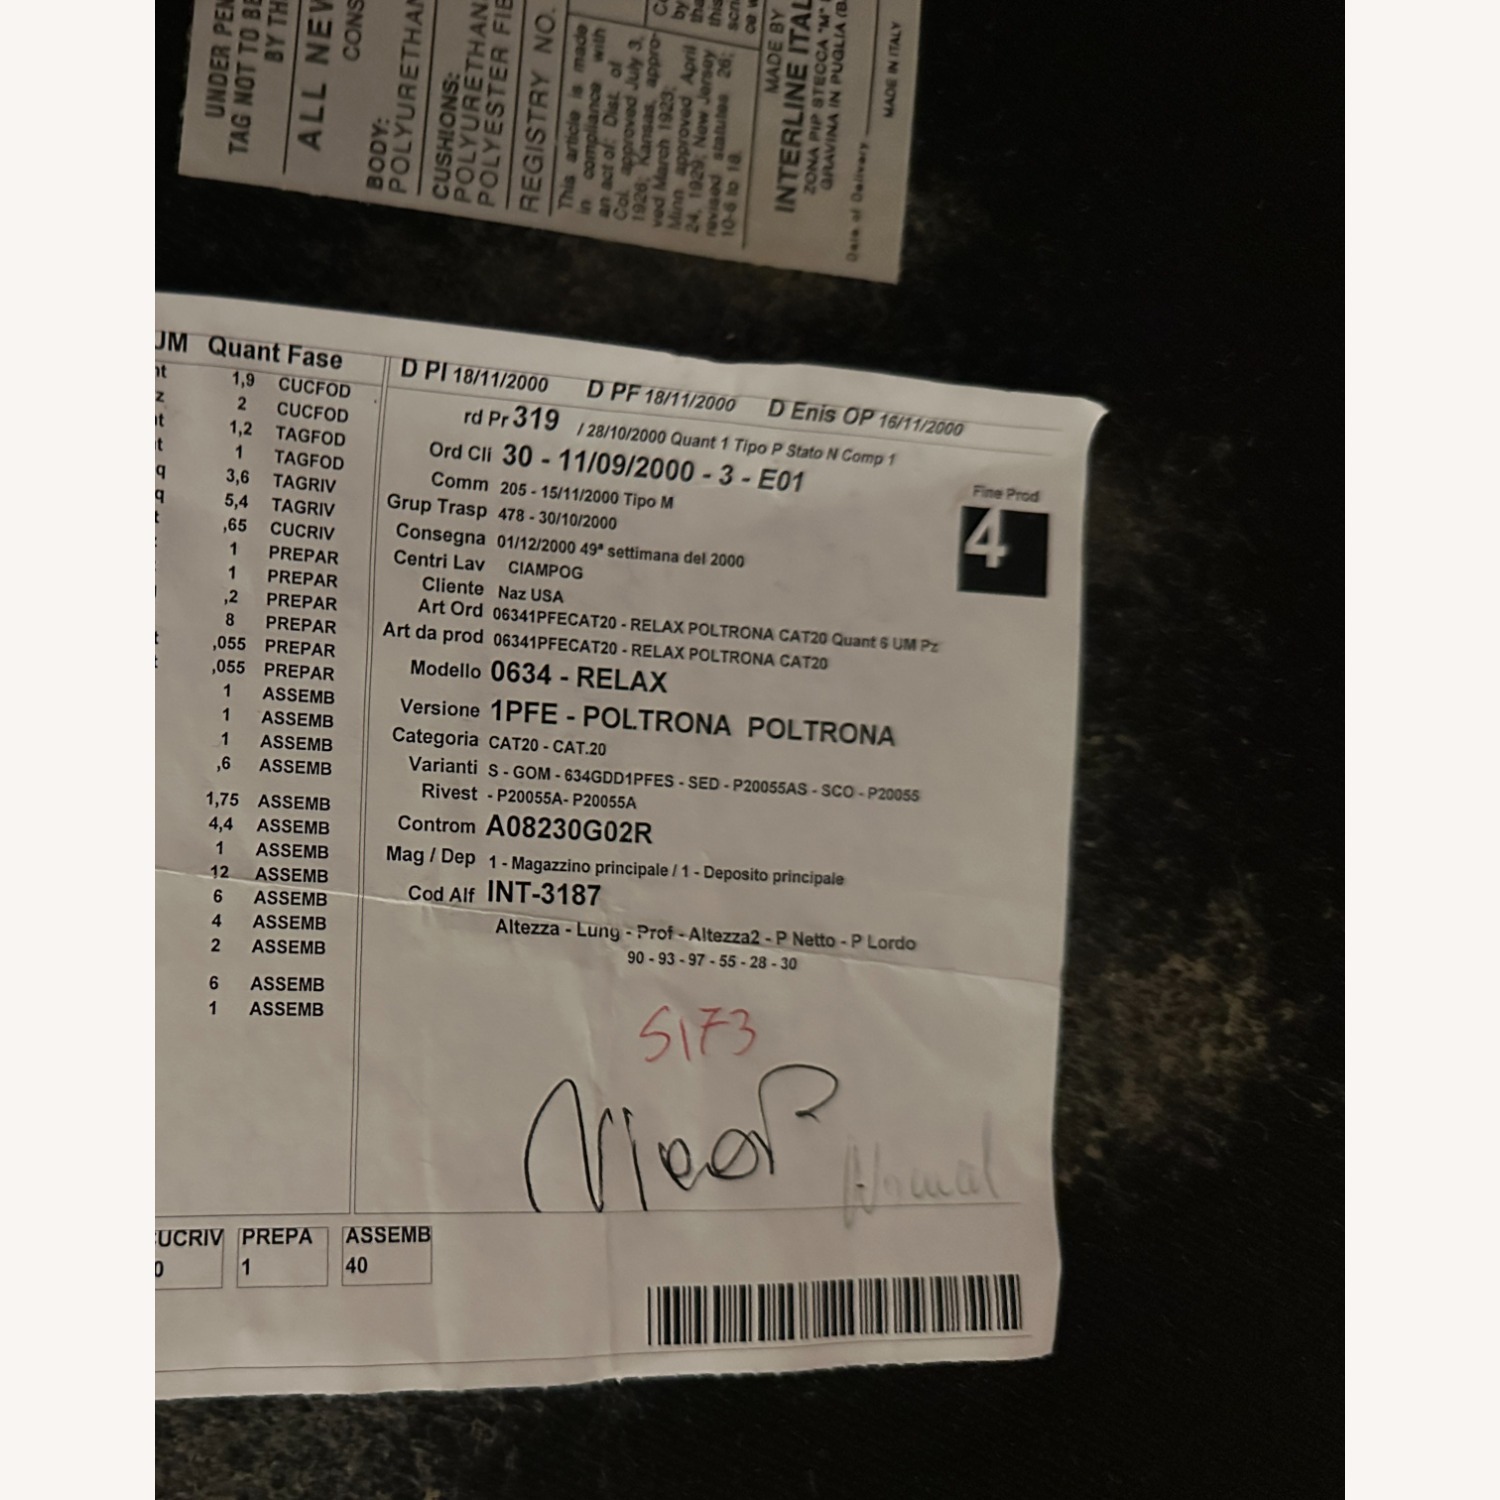 UNDER PEN
TAG NOT TO BE
BY TH
ALL NEW
CONS
BODY:
POLYURETHAN
CUSHIONS:
POLYURETHAN
POLYESTER FIB
REGISTRY NO.
This article is made
in compliance with
an act of: Dist. of
Col. approved July 3,
1926; Kansas, appro-
ved March 1923;
Minn. approved April
24, 1929; New Jersey
revised statutes 26;
10-6 to 18.
MADE BY
INTERLINE ITAL
ZONA PIP STECCA "M"
GRAVINA IN PUGLIA (B
Date of Delivery
MADE IN ITALY
UM Quant Fase
1,9 CUCFOD
2 CUCFOD
1,2 TAGFOD
1 TAGFOD
3,6 TAGRIV
5,4 TAGRIV
,65 CUCRIV
1 PREPAR
1 PREPAR
,2 PREPAR
8 PREPAR
,055 PREPAR
,055 PREPAR
1 ASSEMB
1 ASSEMB
1 ASSEMB
,6 ASSEMB
1,75 ASSEMB
4,4 ASSEMB
1 ASSEMB
12 ASSEMB
6 ASSEMB
4 ASSEMB
2 ASSEMB
6 ASSEMB
1 ASSEMB
D PI 18/11/2000 D PF 18/11/2000 D Enis OP 16/11/2000
rd Pr 319 / 28/10/2000 Quant 1 Tipo P Stato N Comp 1
Ord Cli 30 - 11/09/2000 - 3 - E01
Comm 205 - 15/11/2000 Tipo M
Grup Trasp 478 - 30/10/2000
Consegna 01/12/2000 49ª settimana del 2000
Centri Lav CIAMPOG
Cliente Naz USA
Art Ord 06341PFECAT20 - RELAX POLTRONA CAT20 Quant 6 UM Pz
Art da prod 06341PFECAT20 - RELAX POLTRONA CAT20
Modello 0634 - RELAX
Versione 1PFE - POLTRONA POLTRONA
Categoria CAT20 - CAT.20
Varianti S - GOM - 634GDD1PFES - SED - P20055AS - SCO - P20055
Rivest - P20055A- P20055A
Controm A08230G02R
Mag / Dep 1 - Magazzino principale / 1 - Deposito principale
Cod Alf INT-3187
Altezza - Lung - Prof - Altezza2 - P Netto - P Lordo
90 - 93 - 97 - 55 - 28 - 30
Fine Prod
4
5173
UCRIV PREPA ASSEMB
0 1 40